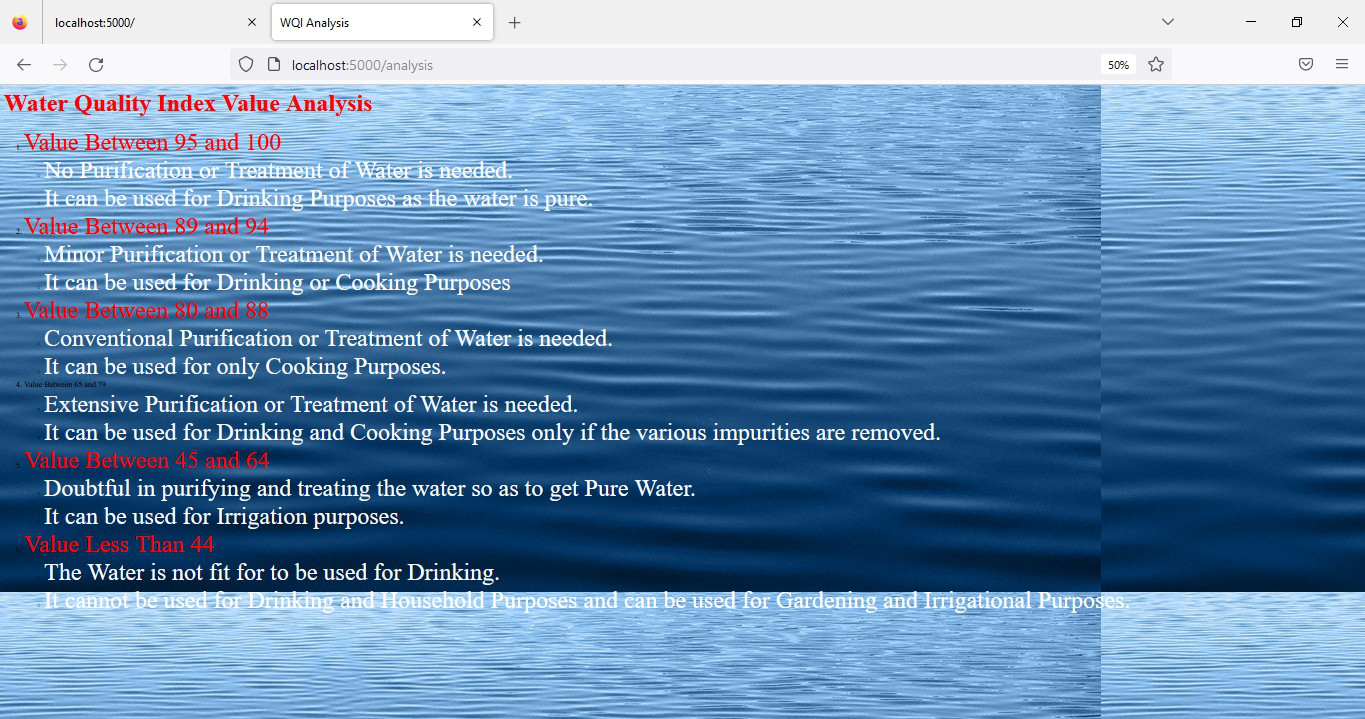 localhost:5000/
WQI Analysis
localhost:5000/analysis
50%
Water Quality Index Value Analysis
1. Value Between 95 and 100
No Purification or Treatment of Water is needed.
It can be used for Drinking Purposes as the water is pure.
2. Value Between 89 and 94
Minor Purification or Treatment of Water is needed.
It can be used for Drinking or Cooking Purposes
3. Value Between 80 and 88
Conventional Purification or Treatment of Water is needed.
It can be used for only Cooking Purposes.
4. Value Between 65 and 79
Extensive Purification or Treatment of Water is needed.
It can be used for Drinking and Cooking Purposes only if the various impurities are removed.
5. Value Between 45 and 64
Doubtful in purifying and treating the water so as to get Pure Water.
It can be used for Irrigation purposes.
6. Value Less Than 44
The Water is not fit for to be used for Drinking.
It cannot be used for Drinking and Household Purposes and can be used for Gardening and Irrigational Purposes.